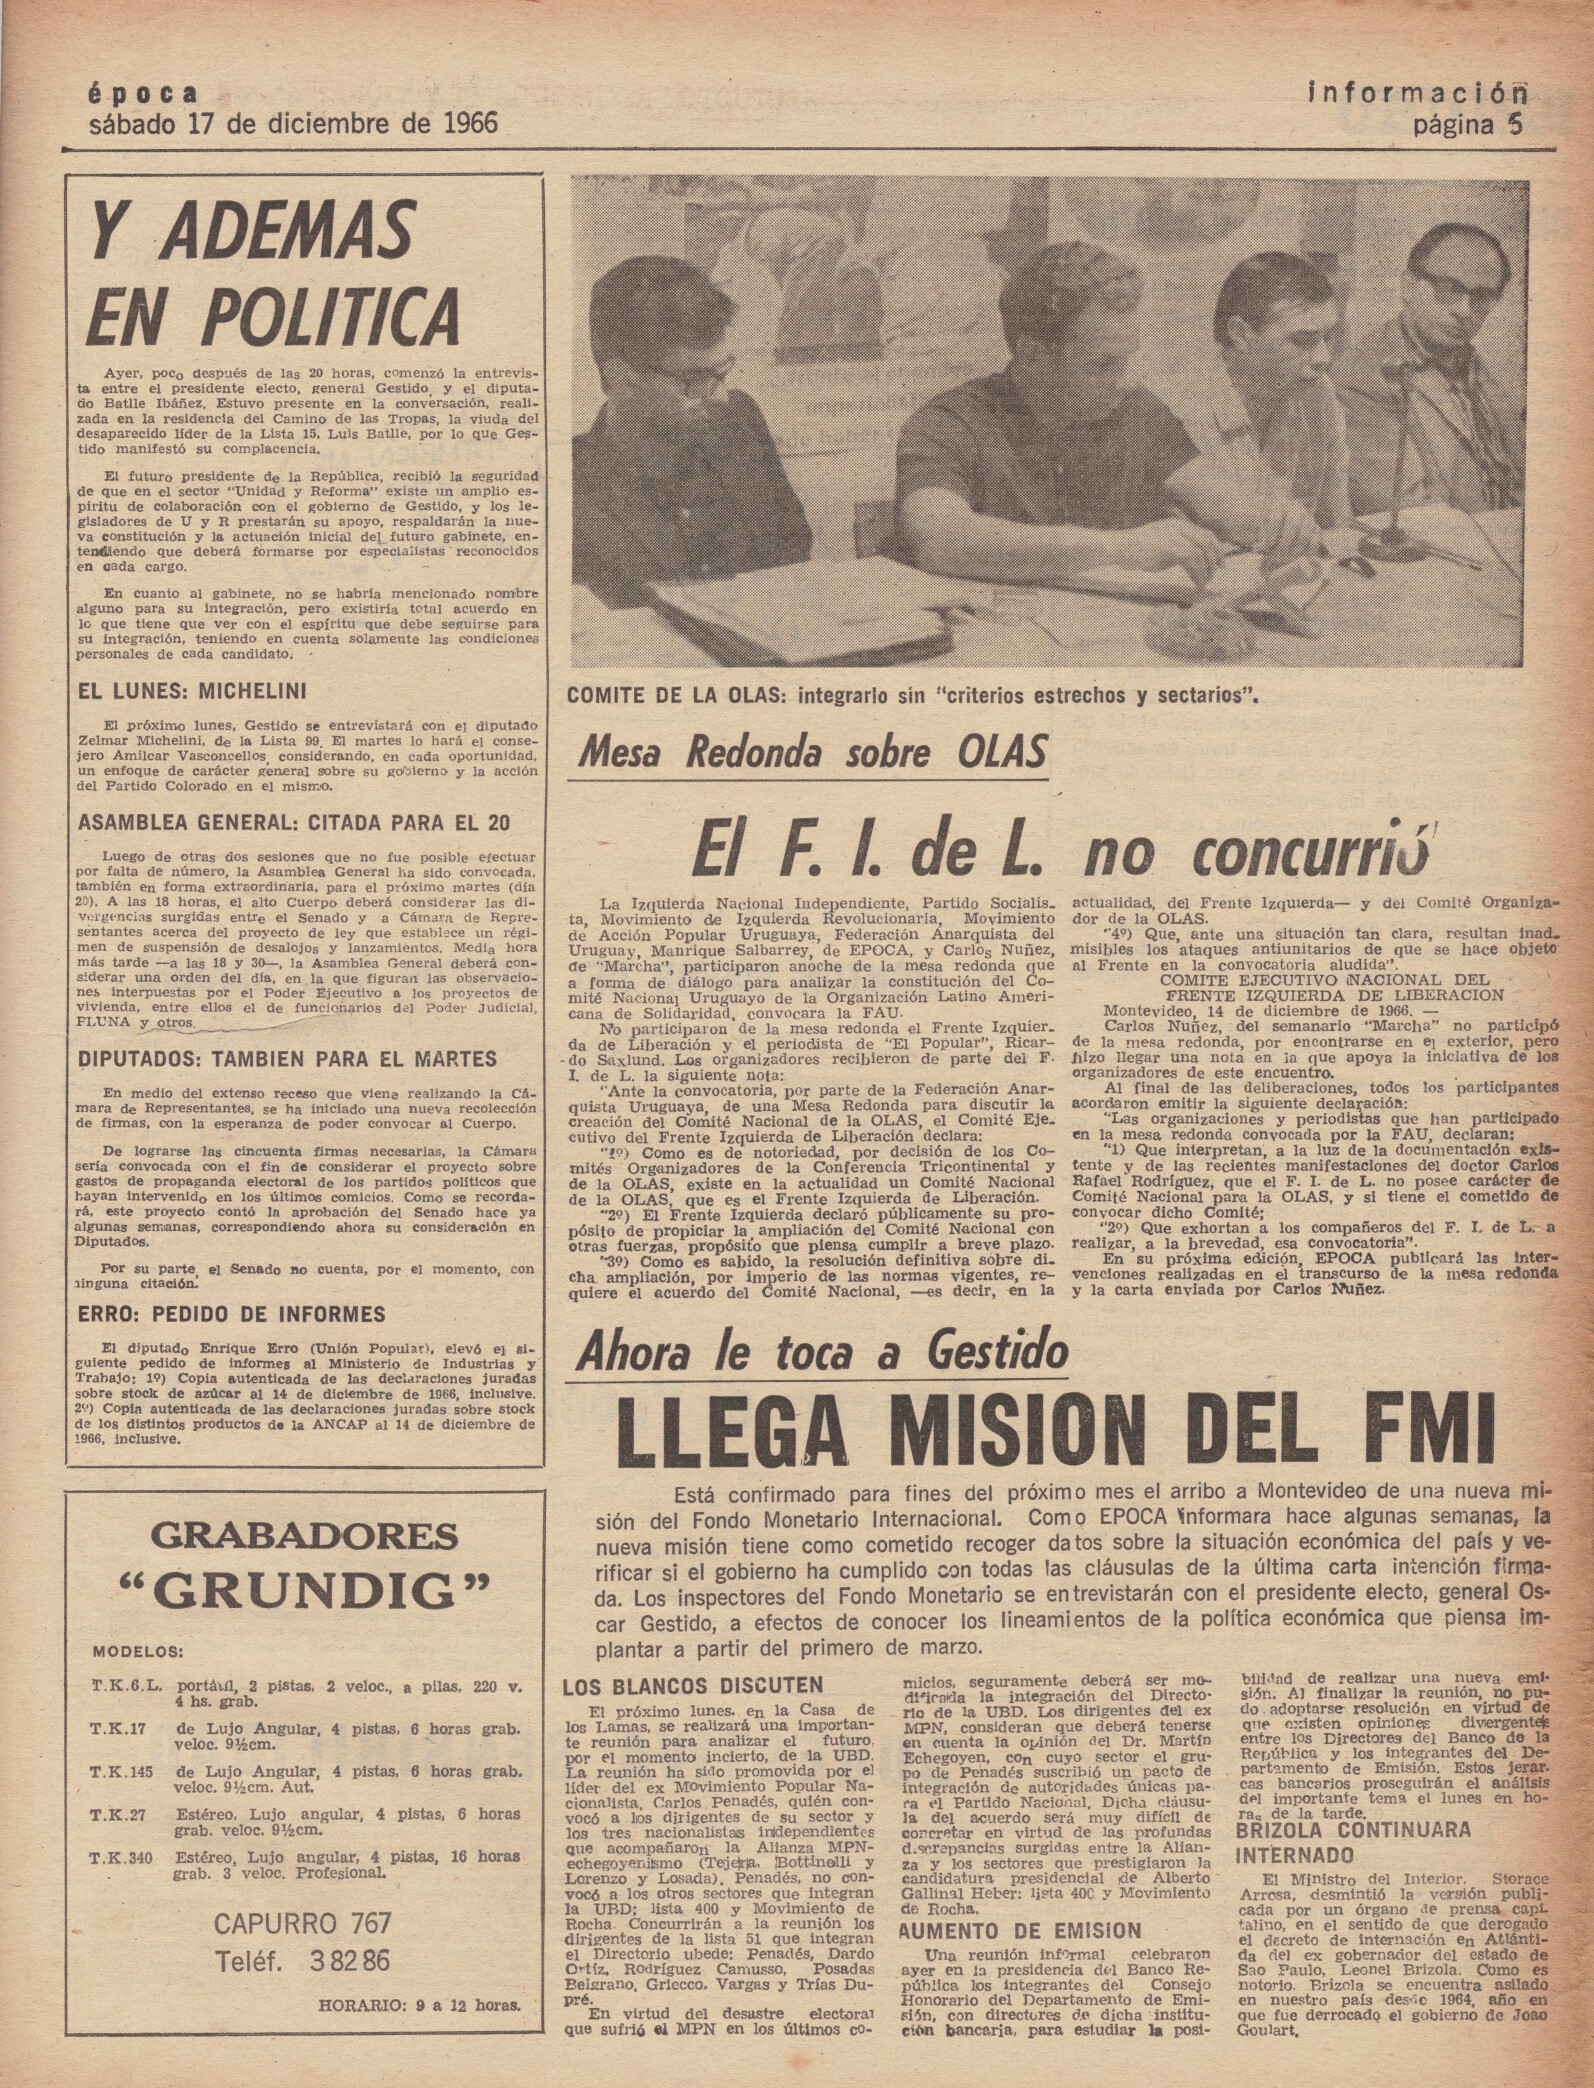 época
sábado 17 de diciembre de 1966
información
página 5
Y ADEMAS
EN POLITICA
Ayer, poco después de las 20 horas, comenzó la entrevis-
ta entre el presidente electo, general Gestido, y el diputa-
do Batlle Ibáñez. Estuvo presente en la conversación, reali-
zada en la residencia del Camino de las Tropas, la viuda del
desaparecido líder de la Lista 15, Luis Batlle, por lo que Ges-
tido manifestó su complacencia.
El futuro presidente de la República, recibió la seguridad
de que en el sector "Unidad y Reforma" existe un amplio es-
píritu de colaboración con el gobierno de Gestido, y los le-
gisladores de U y R prestarán su apoyo, respaldarán la nue-
va constitución y la actuación inicial del futuro gabinete, en-
tendiendo que deberá formarse por especialistas reconocidos
en cada cargo.
En cuanto al gabinete, no se habría mencionado nombre
alguno para su integración, pero existiría total acuerdo en
lo que tiene que ver con el espíritu que debe seguirse para
su integración, teniendo en cuenta solamente las condiciones
personales de cada candidato.
EL LUNES: MICHELINI
El próximo lunes, Gestido se entrevistará con el diputado
Zelmar Michelini, de la Lista 99. El martes lo hará el conse-
jero Amilcar Vasconcellos, considerando, en cada oportunidad,
un enfoque de carácter general sobre su gobierno y la acción
del Partido Colorado en el mismo.
ASAMBLEA GENERAL: CITADA PARA EL 20
Luego de otras dos sesiones que no fue posible efectuar
por falta de número, la Asamblea General ha sido convocada,
también en forma extraordinaria, para el próximo martes (día
20). A las 18 horas, el alto Cuerpo deberá considerar las di-
vergencias surgidas entre el Senado y a Cámara de Repre-
sentantes acerca del proyecto de ley que establece un régi-
men de suspensión de desalojos y lanzamientos. Media hora
más tarde —a las 18 y 30—, la Asamblea General deberá con-
siderar una orden del día, en la que figuran las observacio-
nes interpuestas por el Poder Ejecutivo a los proyectos de
vivienda, entre ellos el de funcionarios del Poder Judicial,
FLUNA y otros.
DIPUTADOS: TAMBIEN PARA EL MARTES
En medio del extenso receso que viene realizando la Cá-
mara de Representantes, se ha iniciado una nueva recolección
de firmas, con la esperanza de poder convocar al Cuerpo.
De lograrse las cincuenta firmas necesarias, la Cámara
sería convocada con el fin de considerar el proyecto sobre
gastos de propaganda electoral de los partidos políticos que
hayan intervenido en los últimos comicios. Como se recorda-
rá, este proyecto contó la aprobación del Senado hace ya
algunas semanas, correspondiendo ahora su consideración en
Diputados.
Por su parte, el Senado no cuenta, por el momento, con
ninguna citación.
ERRO: PEDIDO DE INFORMES
El diputado Enrique Erro (Unión Popular), elevó el si-
guiente pedido de informes al Ministerio de Industrias y
Trabajo: 1º) Copia autenticada de las declaraciones juradas
sobre stock de azúcar al 14 de diciembre de 1966, inclusive.
2º) Copia autenticada de las declaraciones juradas sobre stock
de los distintos productos de la ANCAP al 14 de diciembre de
1966, inclusive.
GRABADORES
"GRUNDIG"
MODELOS:
T.K.6.L. portátil, 2 pistas, 2 veloc., a pilas, 220 v.
4 hs. grab.
T.K.17 de Lujo Angular, 4 pistas, 6 horas grab.
veloc. 9½cm.
T.K.145 de Lujo Angular, 4 pistas, 6 horas grab.
veloc. 9½cm. Aut.
T.K.27 Estéreo, Lujo angular, 4 pistas, 6 horas
grab. veloc. 9½cm.
T.K.340 Estéreo, Lujo angular, 4 pistas, 16 horas
grab. 3 veloc. Profesional.
CAPURRO 767
Teléf. 3 82 86
HORARIO: 9 a 12 horas.
COMITE DE LA OLAS: integrarlo sin "criterios estrechos y sectarios".
Mesa Redonda sobre OLAS
El F. I. de L. no concurrió
La Izquierda Nacional Independiente, Partido Socialis-
ta, Movimiento de Izquierda Revolucionaria, Movimiento
de Acción Popular Uruguaya, Federación Anarquista del
Uruguay, Manrique Salbarrey, de EPOCA, y Carlos Nuñez,
de "Marcha", participaron anoche de la mesa redonda que
a forma de diálogo para analizar la constitución del Co-
mité Nacional Uruguayo de la Organización Latino Ameri-
cana de Solidaridad, convocara la FAU.
No participaron de la mesa redonda el Frente Izquier-
da de Liberación y el periodista de "El Popular", Ricar-
do Saxlund. Los organizadores recibieron de parte del F.
I. de L. la siguiente nota:
"Ante la convocatoria, por parte de la Federación Anar-
quista Uruguaya, de una Mesa Redonda para discutir la
creación del Comité Nacional de la OLAS, el Comité Eje-
cutivo del Frente Izquierda de Liberación declara:
"1º) Como es de notoriedad, por decisión de los Co-
mités Organizadores de la Conferencia Tricontinental y
de la OLAS, existe en la actualidad un Comité Nacional
de la OLAS, que es el Frente Izquierda de Liberación.
"2º) El Frente Izquierda declaró públicamente su pro-
pósito de propiciar la ampliación del Comité Nacional con
otras fuerzas, propósito que piensa cumplir a breve plazo.
"3º) Como es sabido, la resolución definitiva sobre di-
cha ampliación, por imperio de las normas vigentes, re-
quiere el acuerdo del Comité Nacional, —es decir, en la
actualidad, del Frente Izquierda— y del Comité Organiza-
dor de la OLAS.
"4º) Que, ante una situación tan clara, resultan inad-
misibles los ataques antiunitarios de que se hace objeto
al Frente en la convocatoria aludida".
COMITE EJECUTIVO NACIONAL DEL
FRENTE IZQUIERDA DE LIBERACION
Montevideo, 14 de diciembre de 1966. —
Carlos Nuñez, del semanario "Marcha" no participó
de la mesa redonda, por encontrarse en el exterior, pero
hizo llegar una nota en la que apoya la iniciativa de los
organizadores de este encuentro.
Al final de las deliberaciones, todos los participantes
acordaron emitir la siguiente declaración:
"Las organizaciones y periodistas que han participado
en la mesa redonda convocada por la FAU, declaran:
"1) Que interpretan, a la luz de la documentación exis-
tente y de las recientes manifestaciones del doctor Carlos
Rafael Rodríguez, que el F. I. de L. no posee carácter de
Comité Nacional para la OLAS, y si tiene el cometido de
convocar dicho Comité;
"2º) Que exhortan a los compañeros del F. I. de L. a
realizar, a la brevedad, esa convocatoria".
En su próxima edición, EPOCA publicará las inter-
venciones realizadas en el transcurso de la mesa redonda
y la carta enviada por Carlos Nuñez.
Ahora le toca a Gestido
LLEGA MISION DEL FMI
Está confirmado para fines del próximo mes el arribo a Montevideo de una nueva mi-
sión del Fondo Monetario Internacional. Como EPOCA informara hace algunas semanas, la
nueva misión tiene como cometido recoger datos sobre la situación económica del país y ve-
rificar si el gobierno ha cumplido con todas las cláusulas de la última carta intención firma-
da. Los inspectores del Fondo Monetario se entrevistarán con el presidente electo, general Os-
car Gestido, a efectos de conocer los lineamientos de la política económica que piensa im-
plantar a partir del primero de marzo.
LOS BLANCOS DISCUTEN
El próximo lunes, en la Casa de
los Lamas, se realizará una importan-
te reunión para analizar el futuro,
por el momento incierto, de la UBD.
La reunión ha sido promovida por el
líder del ex Movimiento Popular Na-
cionalista, Carlos Penadés, quién con-
vocó a los dirigentes de su sector y
los tres nacionalistas independientes
que acompañaron la Alianza MPN-
echegoyenismo (Tejera, Bottinelli y
Lorenzo y Losada). Penadés, no con-
vocó a los otros sectores que integran
la UBD: lista 400 y Movimiento de
Rocha. Concurrirán a la reunión los
dirigentes de la lista 51 que integran
el Directorio ubede: Penadés, Dardo
Ortíz, Rodríguez Camusso, Posadas
Belgrano, Griecco, Vargas y Trías Du-
pré.
En virtud del desastre electoral
que sufrió el MPN en los últimos co-
micios, seguramente deberá ser mo-
dificada la integración del Directo-
rio de la UBD. Los dirigentes del ex
MPN, consideran que deberá tenerse
en cuenta la opinión del Dr. Martín
Echegoyen, con cuyo sector el gru-
po de Penadés suscribió un pacto de
integración de autoridades únicas pa-
ra el Partido Nacional. Dicha cláusu-
la del acuerdo será muy difícil de
concretar en virtud de las profundas
discrepancias surgidas entre la Alian-
za y los sectores que prestigiaron la
candidatura presidencial de Alberto
Gallinal Heber: lista 400 y Movimiento
de Rocha.
AUMENTO DE EMISION
Una reunión informal celebraron
ayer en la presidencia del Banco Re-
pública los integrantes del Consejo
Honorario del Departamento de Emi-
sión, con directores de dicha institu-
ción bancaria, para estudiar la posi-
bilidad de realizar una nueva emi-
sión. Al finalizar la reunión, no pu-
do adoptarse resolución en virtud de
que existen opiniones divergentes
entre los Directores del Banco de la
República y los integrantes del De-
partamento de Emisión. Estos jerar-
cas bancarios proseguirán el análisis
del importante tema el lunes en ho-
ras de la tarde.
BRIZOLA CONTINUARA
INTERNADO
El Ministro del Interior, Storace
Arrosa, desmintió la versión publi-
cada por un órgano de prensa capi-
talino, en el sentido de que derogado
el decreto de internación en Atlánti-
da del ex gobernador del estado de
Sao Paulo, Leonel Brizola. Como es
notorio, Brizola se encuentra asilado
en nuestro país desde 1964, año en
que fue derrocado el gobierno de Joao
Goulart.